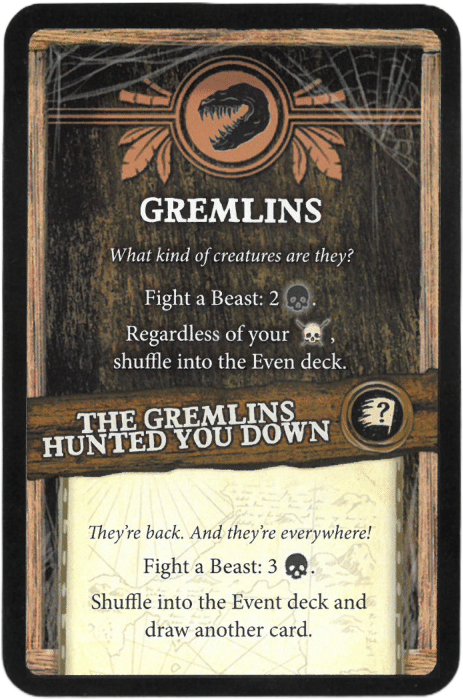 GREMLINS
What kind of creatures are they?
Fight a Beast: 2 .
Regardless of your ,
shuffle into the Even deck.
THE GREMLINS
HUNTED YOU DOWN
?
They're back. And they're everywhere!
Fight a Beast: 3 .
Shuffle into the Event deck and
draw another card.